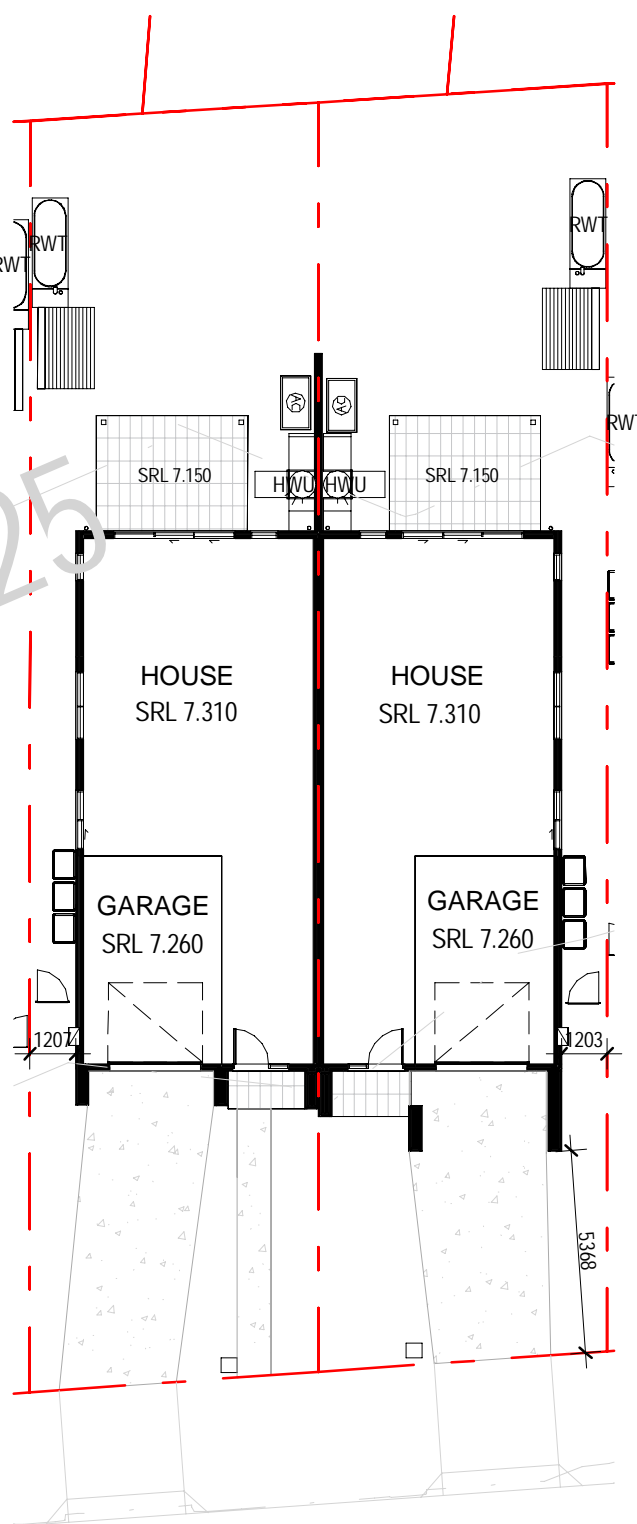 RWT
RWT
RWT
AC
AC
RWT
SRL 7.150
SRL 7.150
HWU
HWU
25
HOUSE
SRL 7.310
HOUSE
SRL 7.310
GARAGE
SRL 7.260
GARAGE
SRL 7.260
1207
1203
5368